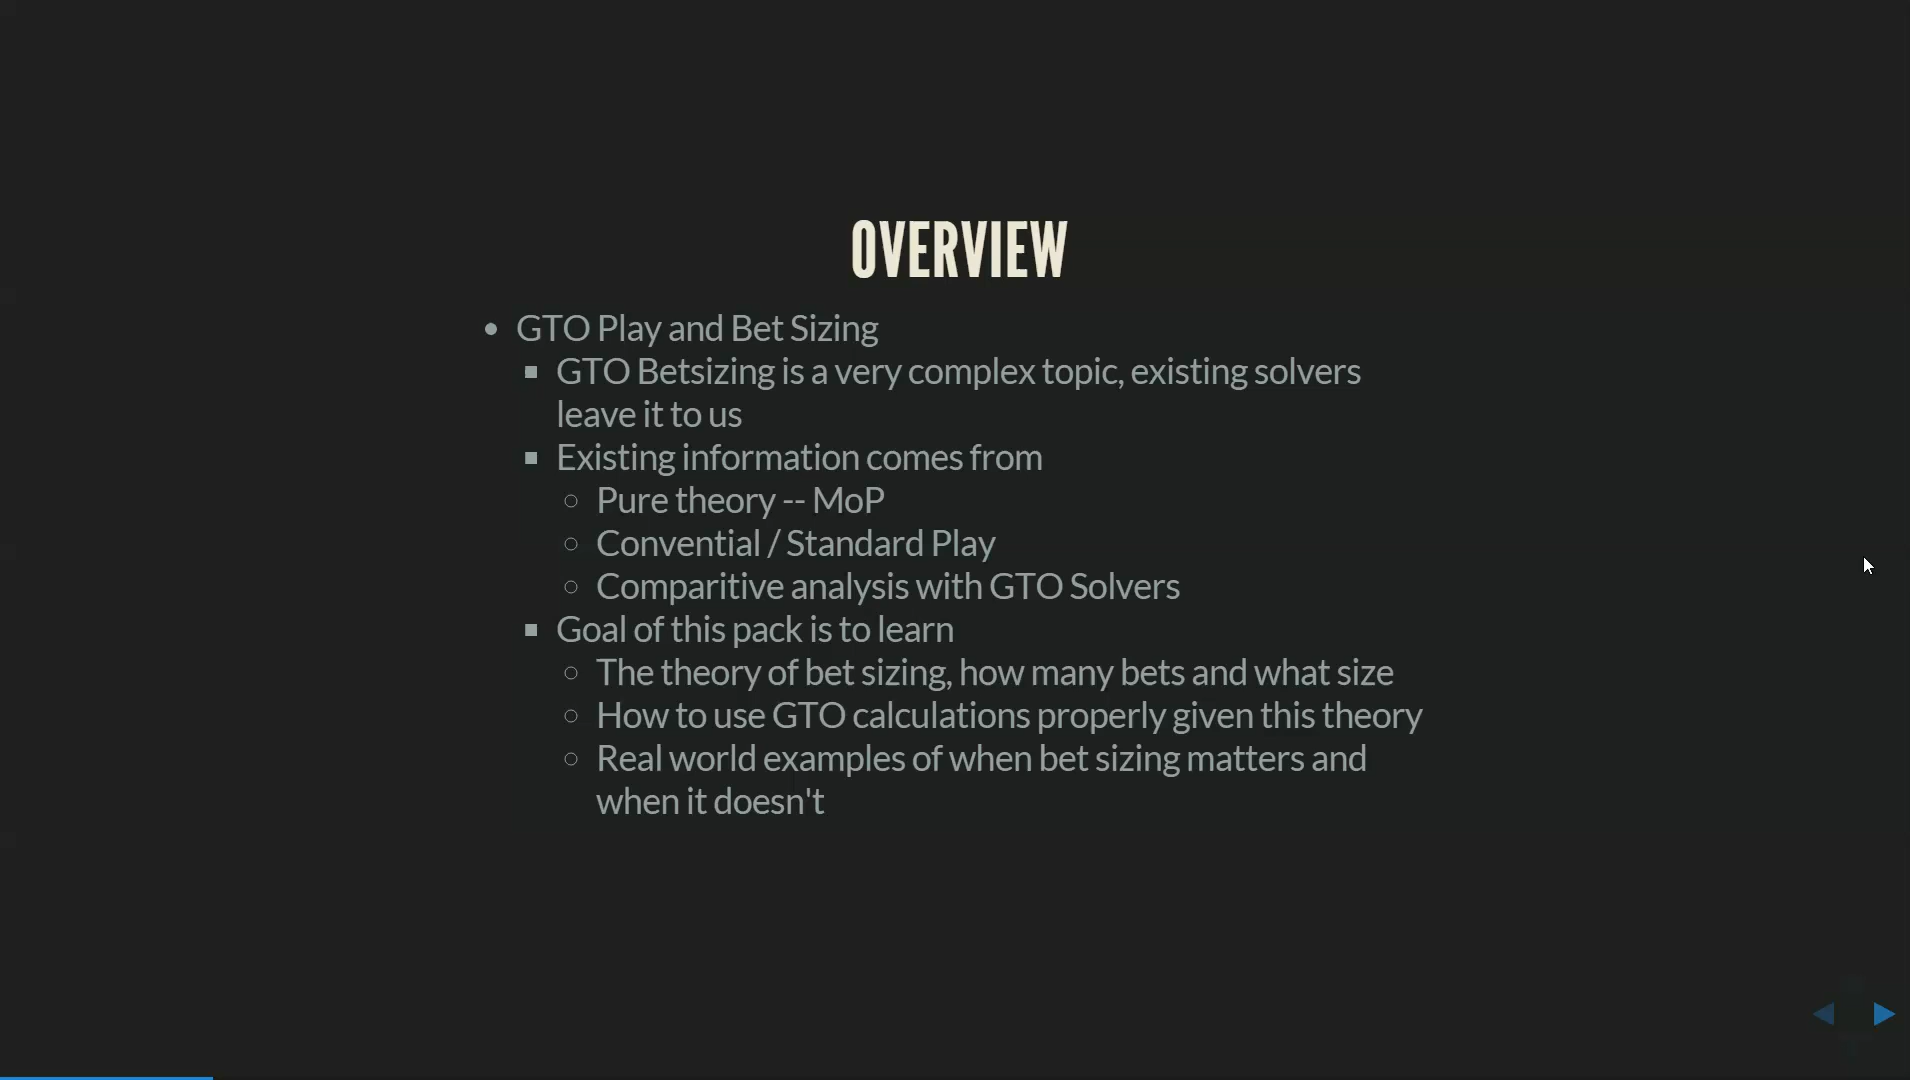 OVERVIEW
GTO Play and Bet Sizing
GTO Betsizing is a very complex topic, existing solvers
leave it to us
Existing information comes from
Pure theory -- MoP
Convential / Standard Play
Comparitive analysis with GTO Solvers
Goal of this pack is to learn
The theory of bet sizing, how many bets and what size
How to use GTO calculations properly given this theory
Real world examples of when bet sizing matters and
when it doesn't